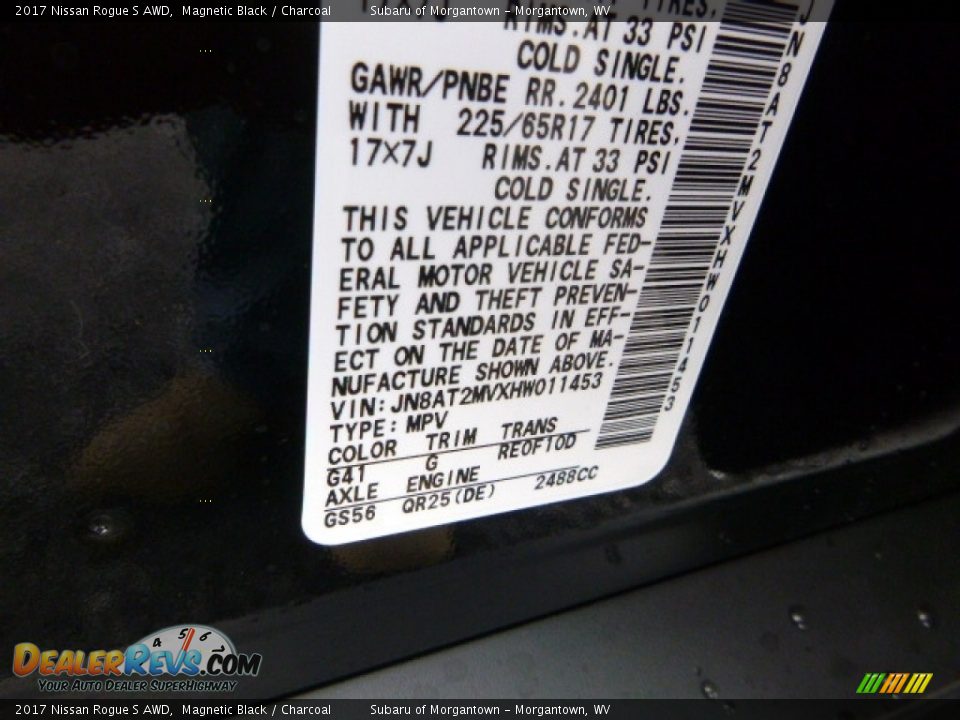 2017 Nissan Rogue S AWD, Magnetic Black / Charcoal Subaru of Morgantown - Morgantown, WV
TIRES,
RIMS.AT 33 PSI
COLD SINGLE.
GAWR/PNBE RR.2401 LBS.
WITH 225/65R17 TIRES,
17X7J RIMS.AT 33 PSI
COLD SINGLE.
THIS VEHICLE CONFORMS
TO ALL APPLICABLE FED-
ERAL MOTOR VEHICLE SA-
FETY AND THEFT PREVEN-
TION STANDARDS IN EFF-
ECT ON THE DATE OF MA-
NUFACTURE SHOWN ABOVE.
VIN:JN8AT2MVXHW011453
TYPE:MPV
COLOR TRIM TRANS
G41 G RE0F10D
AXLE ENGINE
GS56 QR25(DE) 2488CC
JN8AT2MVXHW011453
DEALERREVS.COM
YOUR AUTO DEALER SUPERHIGHWAY
4 5 6
2017 Nissan Rogue S AWD, Magnetic Black / Charcoal Subaru of Morgantown - Morgantown, WV